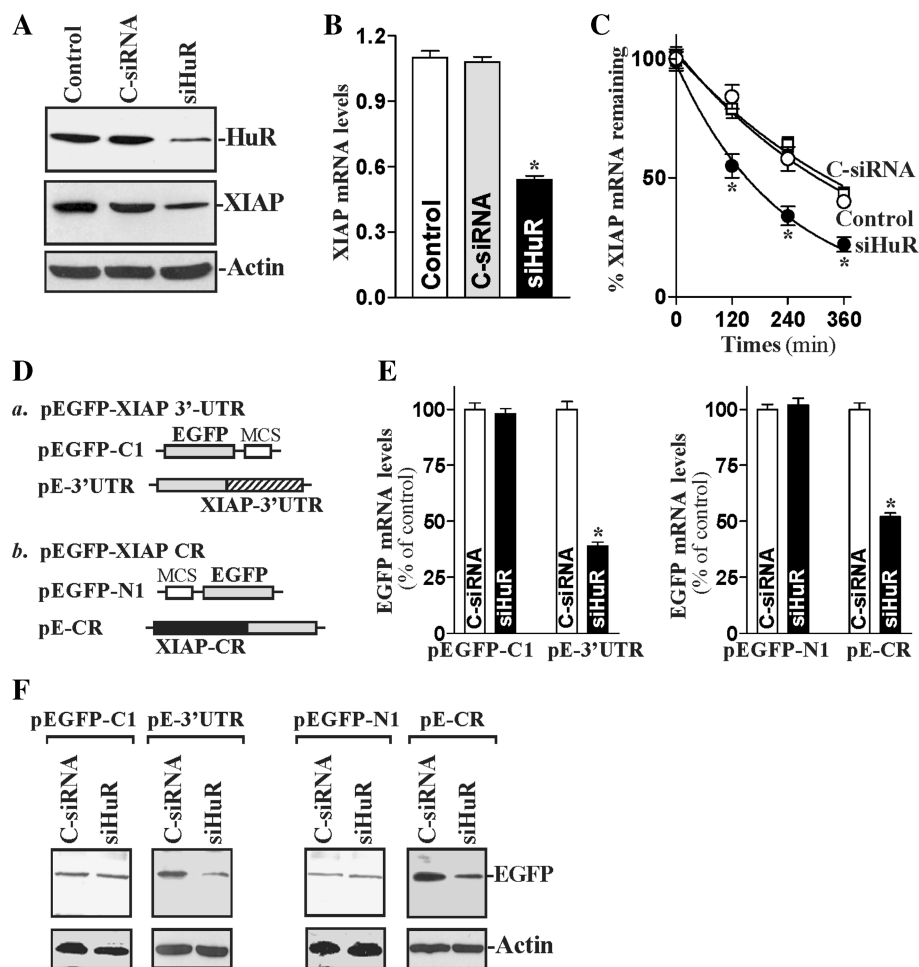 A
Control
C-siRNA
siHuR
-HuR
XIAP
-Actin
B
XIAP mRNA levels
1.2
0.9
0.6
0.3
0.0
Control
C-siRNA
siHuR
*
C
% XIAP mRNA remaining
100
50
0
0 120 240 360
Times (min)
C-siRNA
Control
siHuR
*
*
*
D
a. pEGFP-XIAP 3'-UTR
EGFP MCS
pEGFP-C1
pE-3'UTR
XIAP-3'UTR
b. pEGFP-XIAP CR
MCS EGFP
pEGFP-N1
pE-CR
XIAP-CR
E
EGFP mRNA levels
(% of control)
100
75
50
25
0
C-siRNA
siHuR
C-siRNA
siHuR
*
pEGFP-C1 pE-3'UTR
EGFP mRNA levels
(% of control)
100
75
50
25
0
C-siRNA
siHuR
C-siRNA
siHuR
*
pEGFP-N1 pE-CR
F
pEGFP-C1 pE-3'UTR pEGFP-N1 pE-CR
C-siRNA
siHuR
C-siRNA
siHuR
C-siRNA
siHuR
C-siRNA
siHuR
-EGFP
-Actin